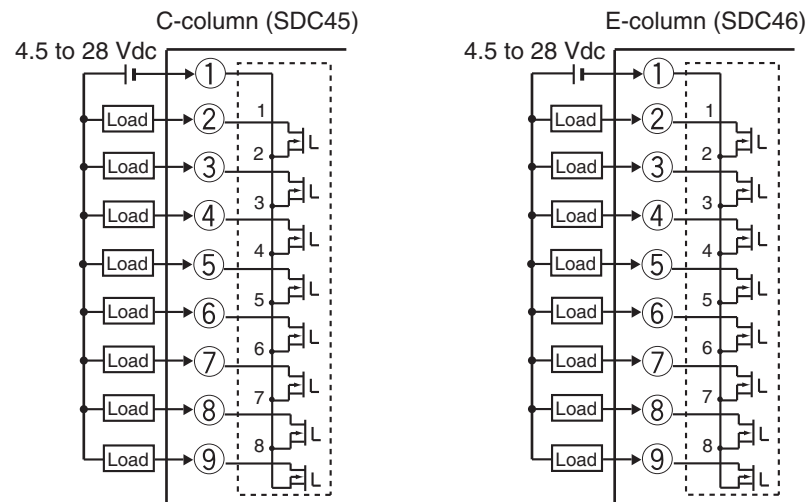 C-column (SDC45)
4.5 to 28 Vdc
①
Load ② 1
Load ③ 2
Load ④ 3
Load ⑤ 4
Load ⑥ 5
Load ⑦ 6
Load ⑧ 7
Load ⑨ 8
E-column (SDC46)
4.5 to 28 Vdc
①
Load ② 1
Load ③ 2
Load ④ 3
Load ⑤ 4
Load ⑥ 5
Load ⑦ 6
Load ⑧ 7
Load ⑨ 8